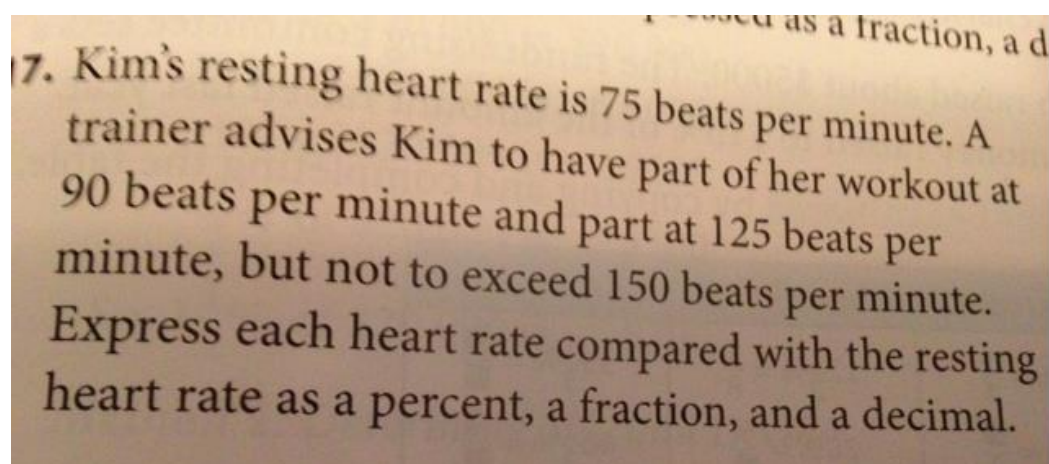 as a fraction, a d
17. Kim's resting heart rate is 75 beats per minute. A
trainer advises Kim to have part of her workout at
90 beats per minute and part at 125 beats per
minute, but not to exceed 150 beats per minute.
Express each heart rate compared with the resting
heart rate as a percent, a fraction, and a decimal.